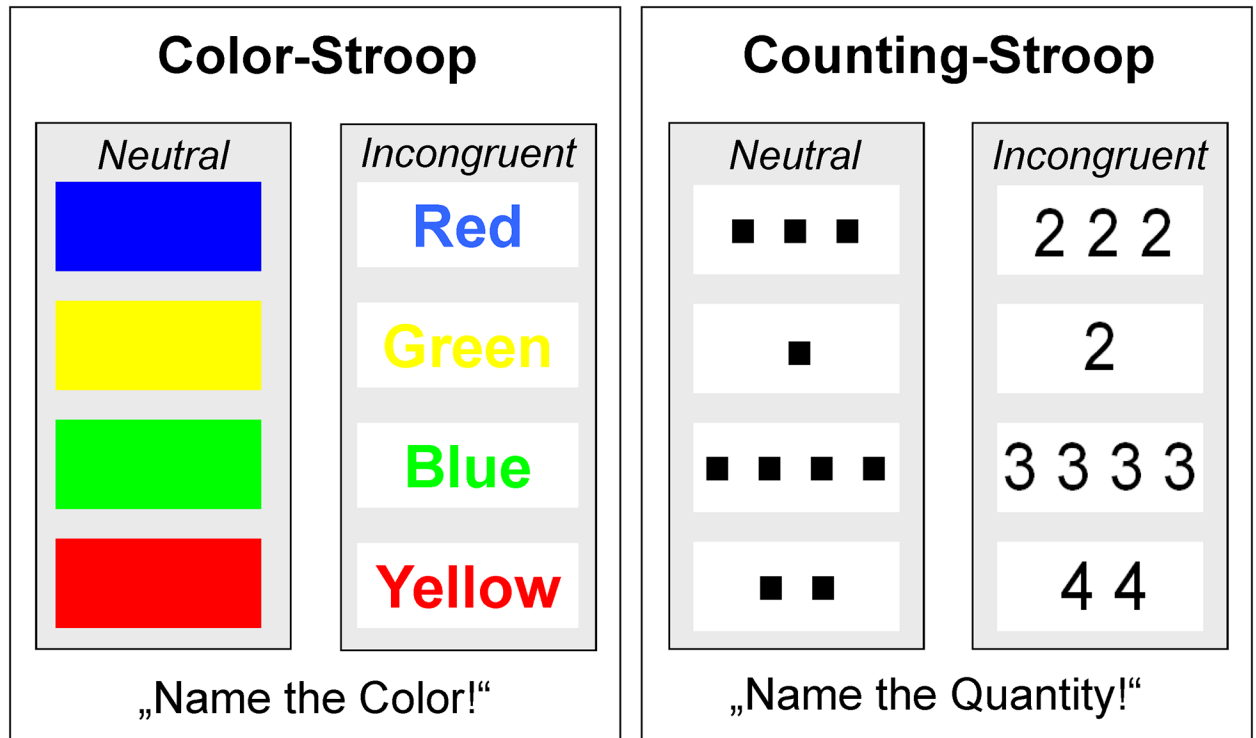 Color-Stroop
Neutral
Incongruent
Red
Green
Blue
Yellow
„Name the Color!“
Counting-Stroop
Neutral
Incongruent
2 2 2
2
3 3 3 3
4 4
„Name the Quantity!“